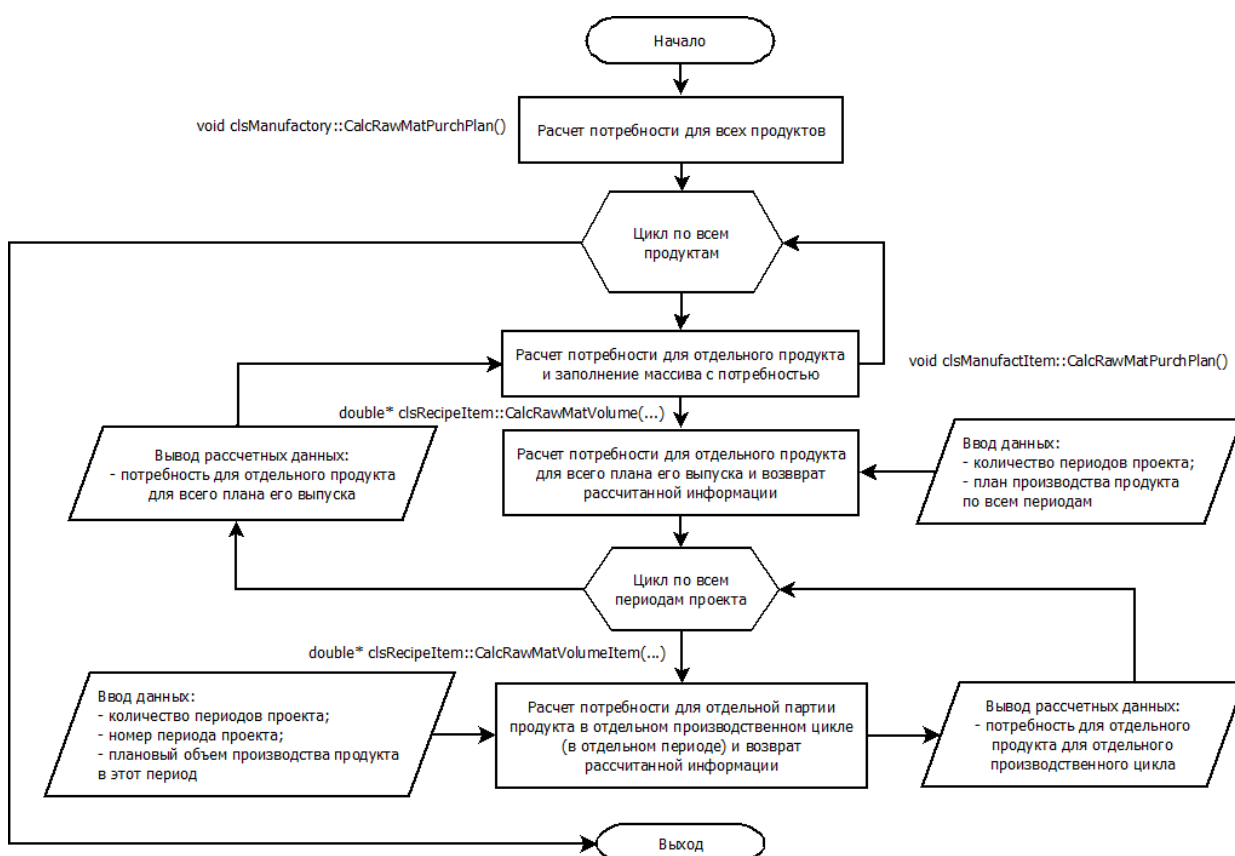 Начало
void clsManufactory::CalcRawMatPurchPlan()
Расчет потребности для всех продуктов
Цикл по всем
продуктам
Расчет потребности для отдельного продукта
и заполнение массива с потребностью
void clsManufactItem::CalcRawMatPurchPlan()
double* clsRecipeItem::CalcRawMatVolume(...)
Вывод рассчетных данных:
- потребность для отдельного продукта
для всего плана его выпуска
Расчет потребности для отдельного продукта
для всего плана его выпуска и возвврат
рассчитанной информации
Ввод данных:
- количество периодов проекта;
- план производства продукта
по всем периодам
Цикл по всем
периодам проекта
double* clsRecipeItem::CalcRawMatVolumeItem(...)
Ввод данных:
- количество периодов проекта;
- номер периода проекта;
- плановый объем производства продукта
в этот период
Расчет потребности для отдельной партии
продукта в отдельном производственном цикле
(в отдельном периоде) и возврат
рассчитанной информации
Вывод рассчетных данных:
- потребность для отдельного
продукта для отдельного
производственного цикла
Выход